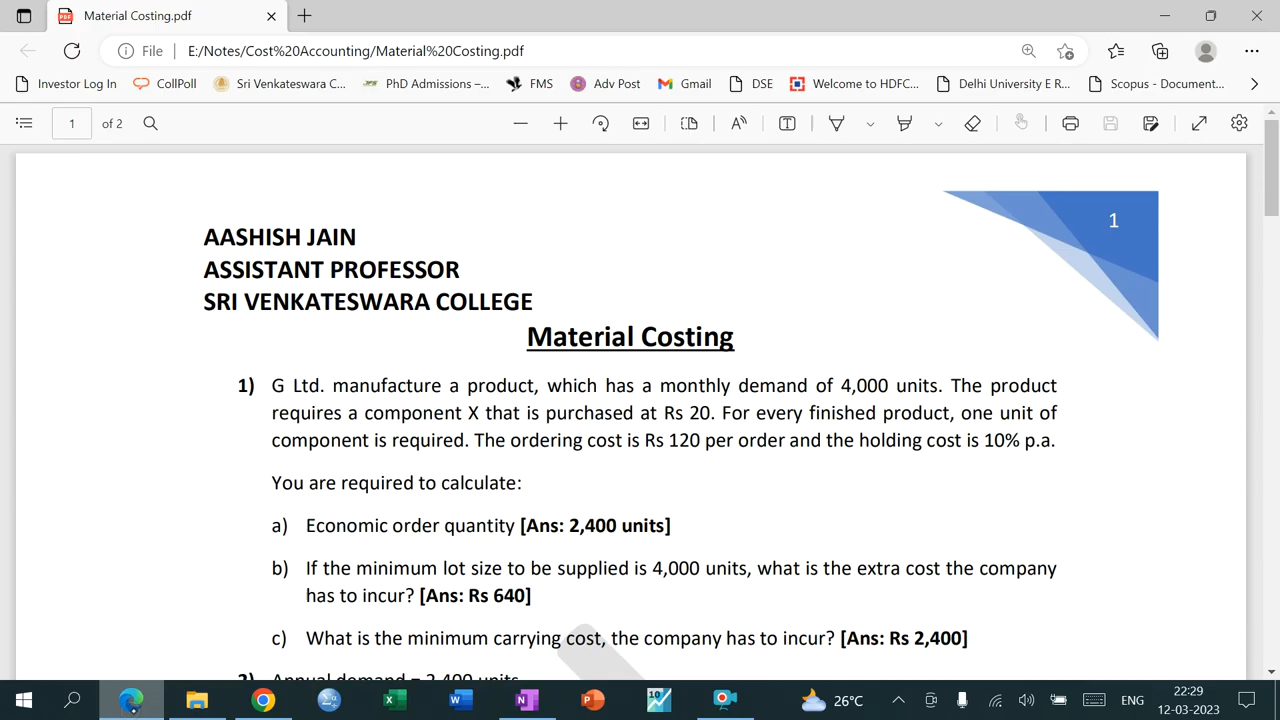 Material Costing.pdf
File E:/Notes/Cost%20Accounting/Material%20Costing.pdf
Investor Log In CollPoll Sri Venkateswara C... PhD Admissions –... FMS Adv Post Gmail DSE Welcome to HDFC... Delhi University E R... Scopus - Document...
1 of 2
1
AASHISH JAIN
ASSISTANT PROFESSOR
SRI VENKATESWARA COLLEGE
Material Costing
1) G Ltd. manufacture a product, which has a monthly demand of 4,000 units. The product
requires a component X that is purchased at Rs 20. For every finished product, one unit of
component is required. The ordering cost is Rs 120 per order and the holding cost is 10% p.a.
You are required to calculate:
a) Economic order quantity [Ans: 2,400 units]
b) If the minimum lot size to be supplied is 4,000 units, what is the extra cost the company
has to incur? [Ans: Rs 640]
c) What is the minimum carrying cost, the company has to incur? [Ans: Rs 2,400]
2) Annual demand = 2,400 units
26°C ENG 22:29
12-03-2023